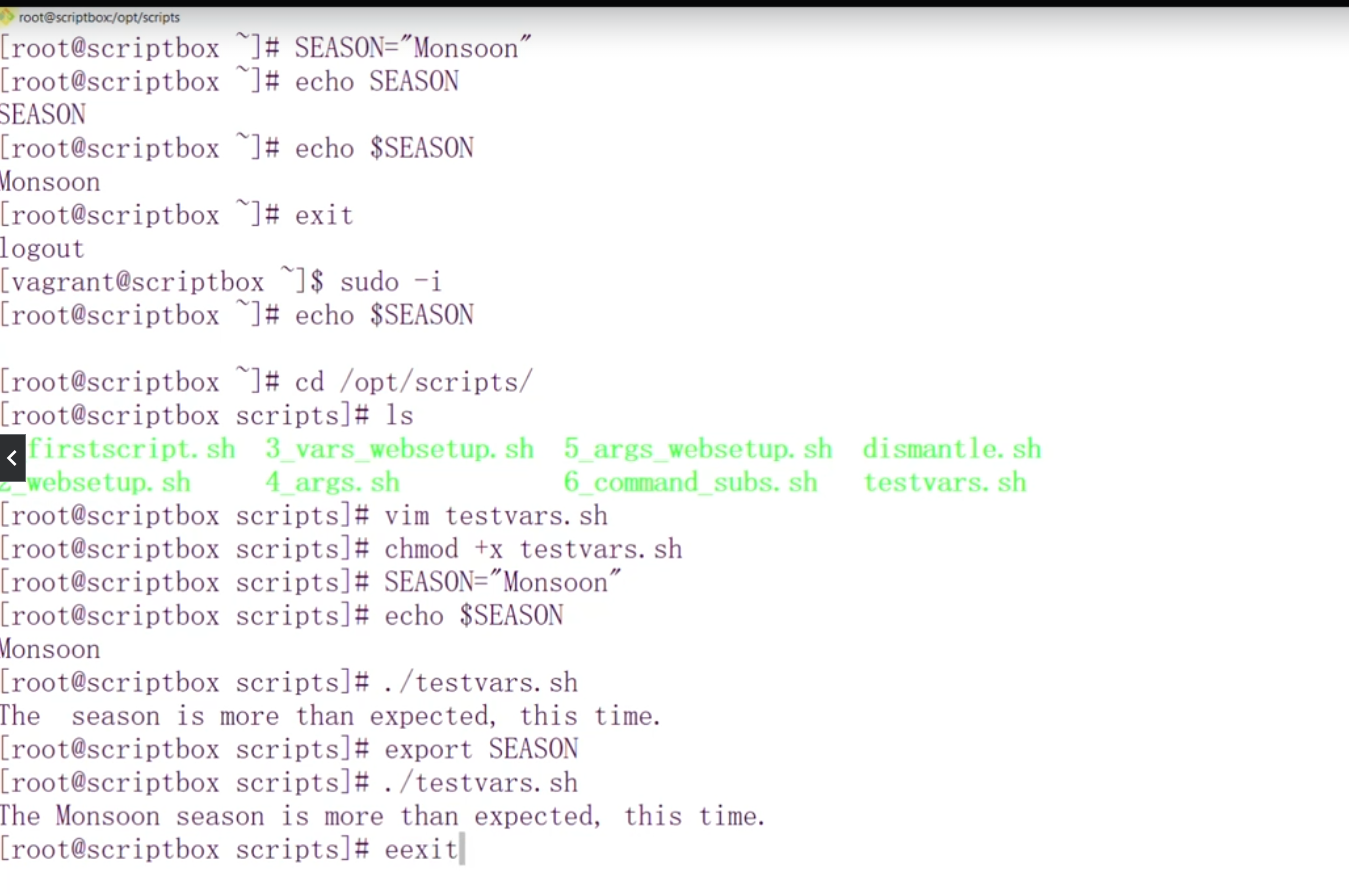 root@scriptbox:/opt/scripts
[root@scriptbox ~]# SEASON="Monsoon"
[root@scriptbox ~]# echo SEASON
SEASON
[root@scriptbox ~]# echo $SEASON
Monsoon
[root@scriptbox ~]# exit
logout
[vagrant@scriptbox ~]$ sudo -i
[root@scriptbox ~]# echo $SEASON
[root@scriptbox ~]# cd /opt/scripts/
[root@scriptbox scripts]# ls
firstscript.sh  3_vars_websetup.sh  5_args_websetup.sh  dismantle.sh
2_websetup.sh  4_args.sh  6_command_subs.sh  testvars.sh
[root@scriptbox scripts]# vim testvars.sh
[root@scriptbox scripts]# chmod +x testvars.sh
[root@scriptbox scripts]# SEASON="Monsoon"
[root@scriptbox scripts]# echo $SEASON
Monsoon
[root@scriptbox scripts]# ./testvars.sh
The  season is more than expected, this time.
[root@scriptbox scripts]# export SEASON
[root@scriptbox scripts]# ./testvars.sh
The Monsoon season is more than expected, this time.
[root@scriptbox scripts]# eexit